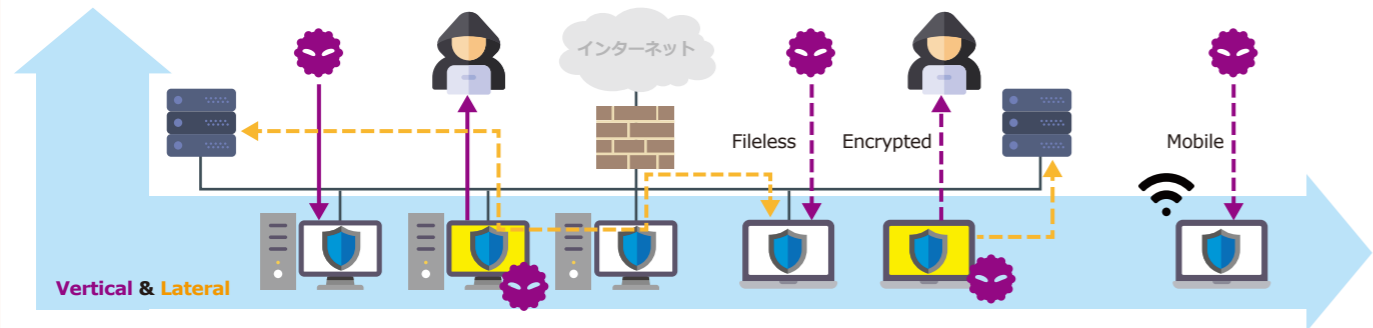 インターネット
Fileless
Encrypted
Mobile
Vertical & Lateral